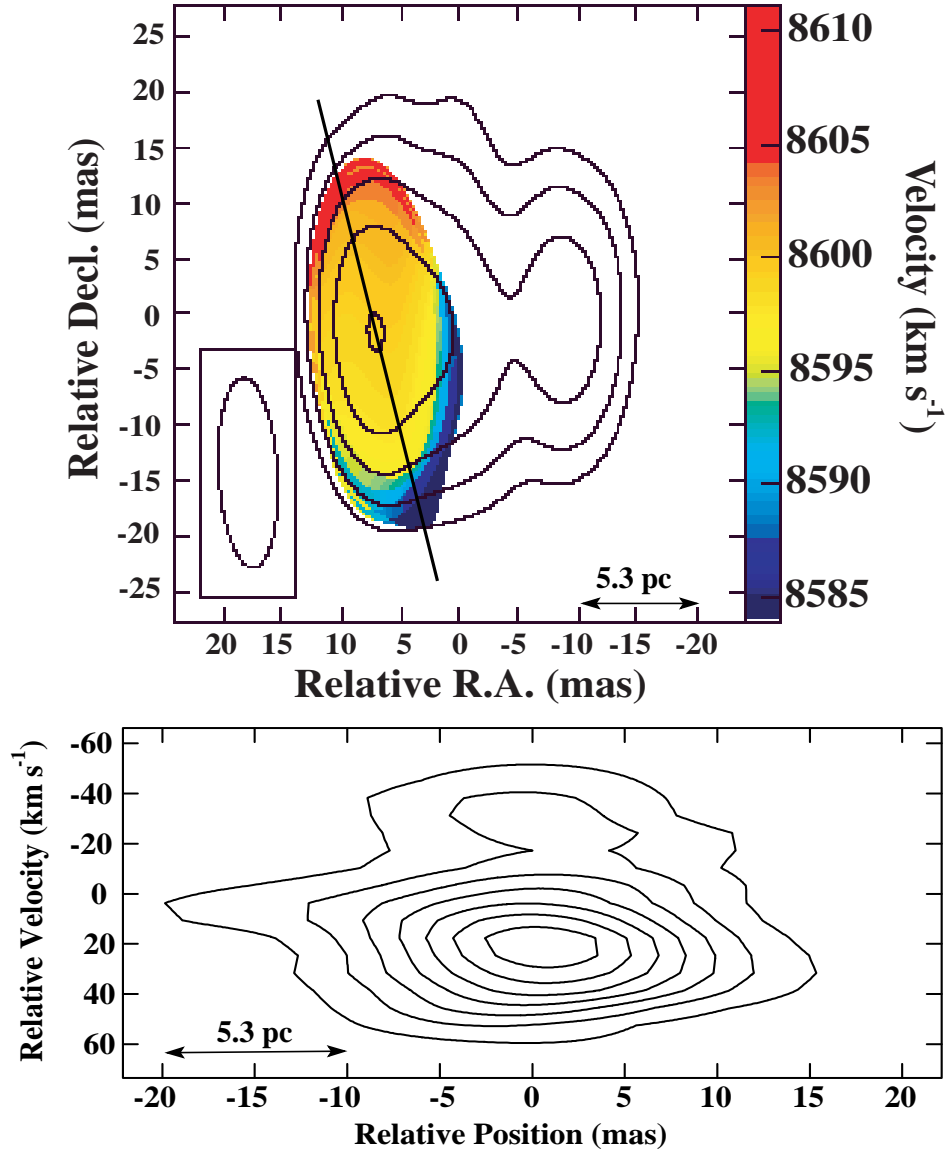 25
20
15
10
5
0
-5
-10
-15
-20
-25
Relative Decl. (mas)
5.3 pc
20 15 10 5 0 -5 -10 -15 -20
Relative R.A. (mas)
8610
8605
8600
8595
8590
8585
Velocity (km s-1)
-60
-40
-20
0
20
40
60
Relative Velocity (km s-1)
5.3 pc
-20 -15 -10 -5 0 5 10 15 20
Relative Position (mas)